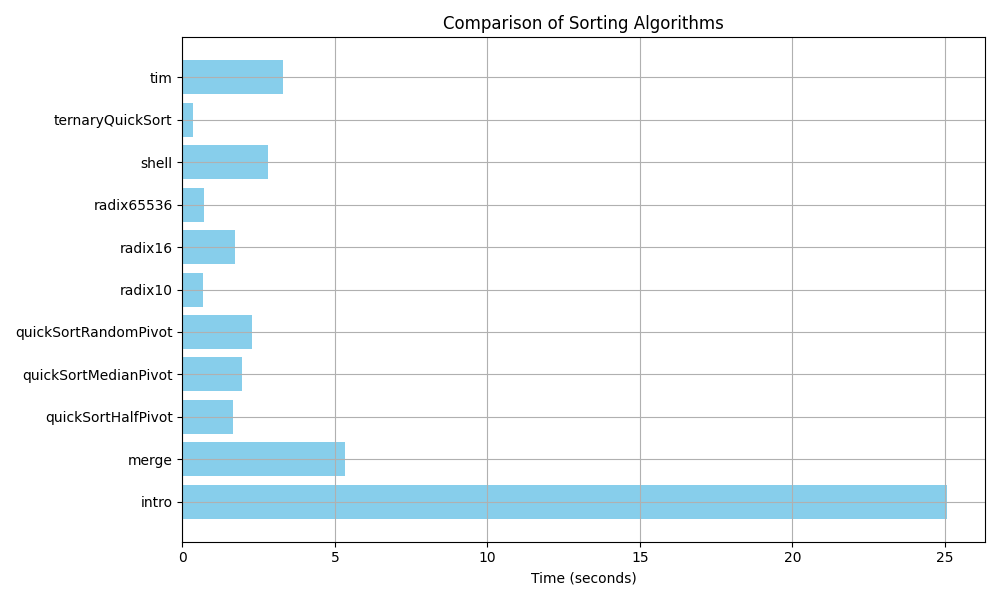 Comparison of Sorting Algorithms
tim
ternaryQuickSort
shell
radix65536
radix16
radix10
quickSortRandomPivot
quickSortMedianPivot
quickSortHalfPivot
merge
intro
0 5 10 15 20 25
Time (seconds)